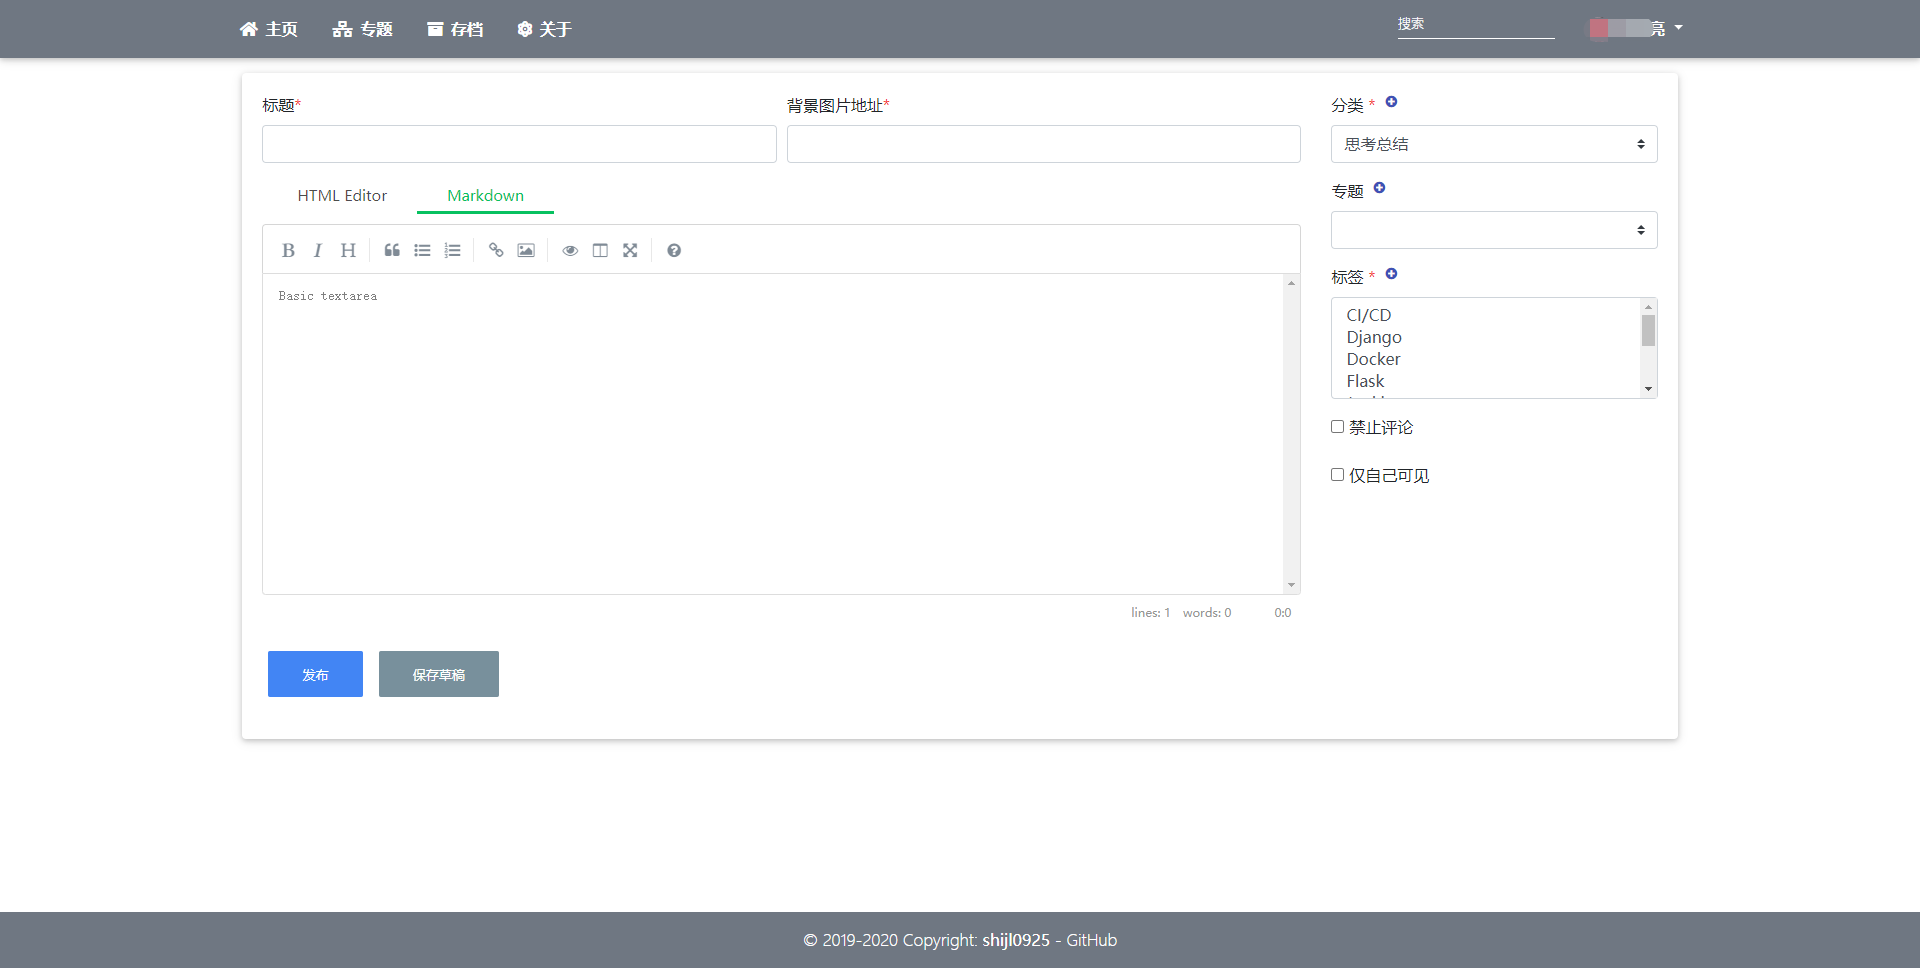 主页 专题 存档 关于 搜索 亮
标题* 背景图片地址* 分类 *
思考总结
HTML Editor Markdown
专题
B I H
标签 *
Basic textarea
CI/CD
Django
Docker
Flask
禁止评论
仅自己可见
lines: 1 words: 0 0:0
发布 保存草稿
© 2019-2020 Copyright: shijl0925 - GitHub